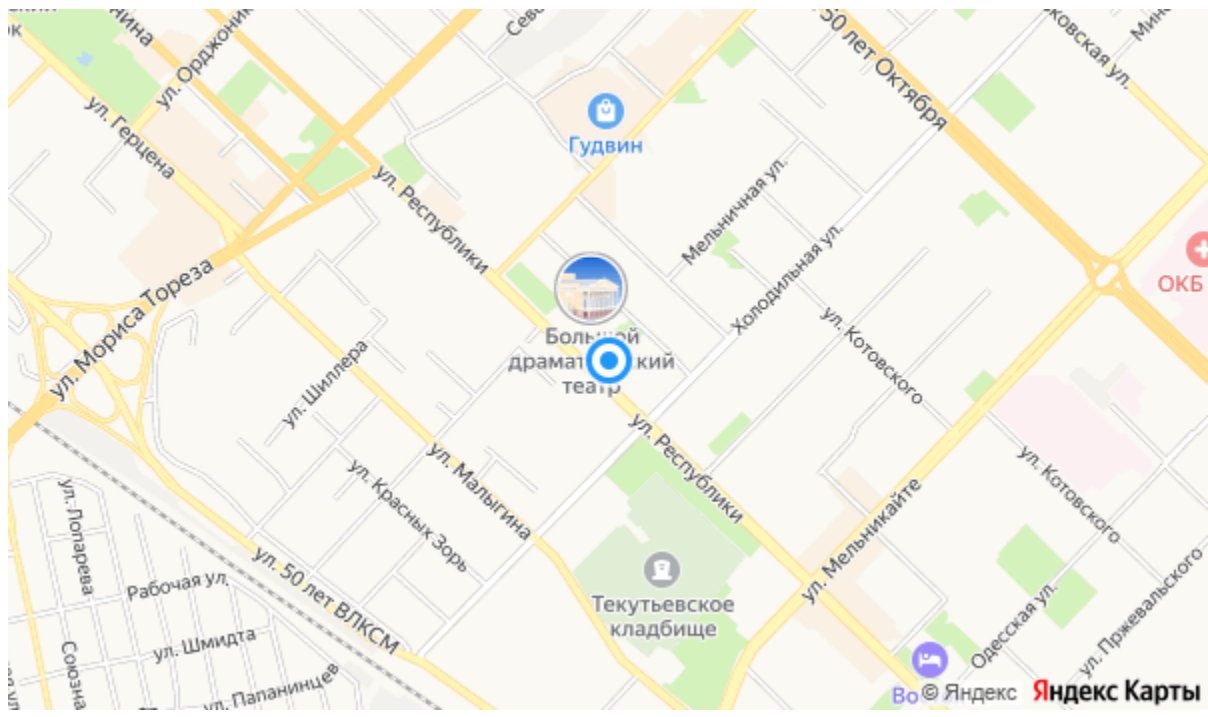 ул. Орджоник
ул. Герцена
50 лет Октября
Гудвин
ул. Республики
Мельничная ул.
Холодильная ул.
ОКБ
ул. Мориса Тореза
Большой
театр
ул. Шиллера
ул. Котовского
ул. Малыгина
ул. Республики
ул. Красных Зорь
ул. Котовского
ул. Мельникайте
ул. Лопарева
Рабочая ул.
ул. 50 лет ВЛКСМ
Текутьевское
кладбище
ул. Шмидта
Союзна
ул. Папанинцев
Одесская ул.
ул. Пржевальского
© Яндекс Яндекс Карты